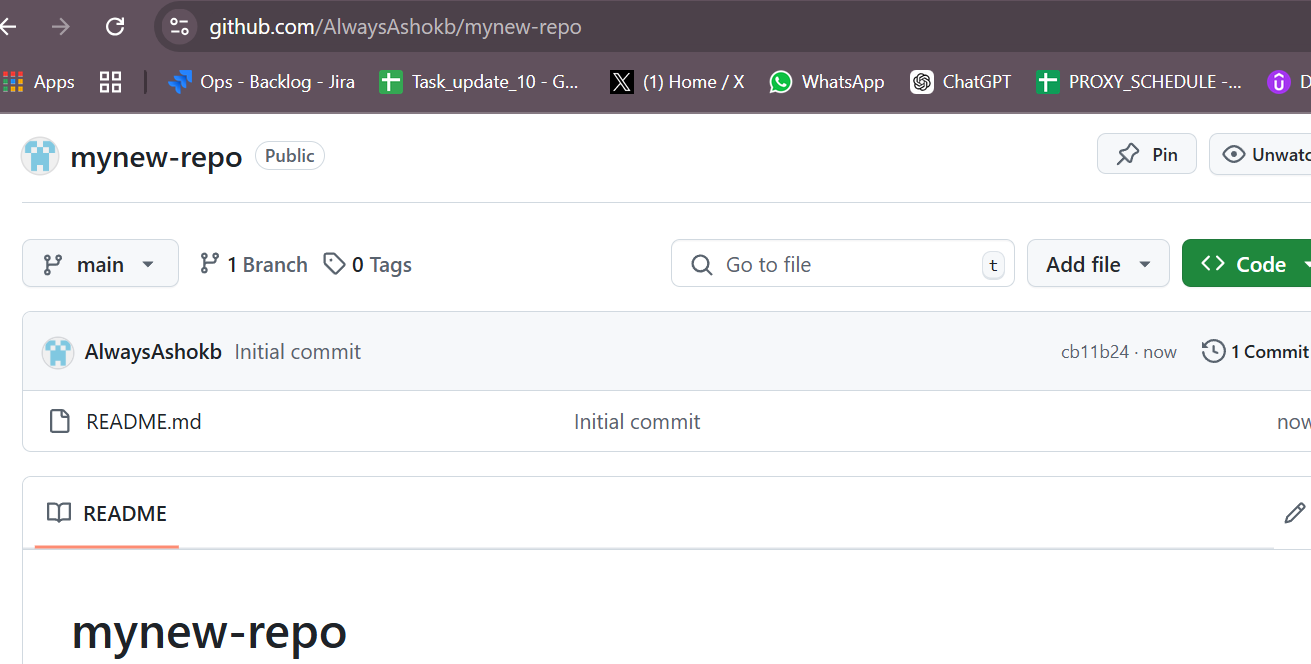 github.com/AlwaysAshokb/mynew-repo
Apps Ops - Backlog - Jira Task_update_10 - G... X (1) Home / X WhatsApp ChatGPT PROXY_SCHEDULE -...
mynew-repo Public Pin Unwatc
main 1 Branch 0 Tags Go to file t Add file Code
AlwaysAshokb Initial commit cb11b24 · now 1 Commit
README.md Initial commit now
README
mynew-repo